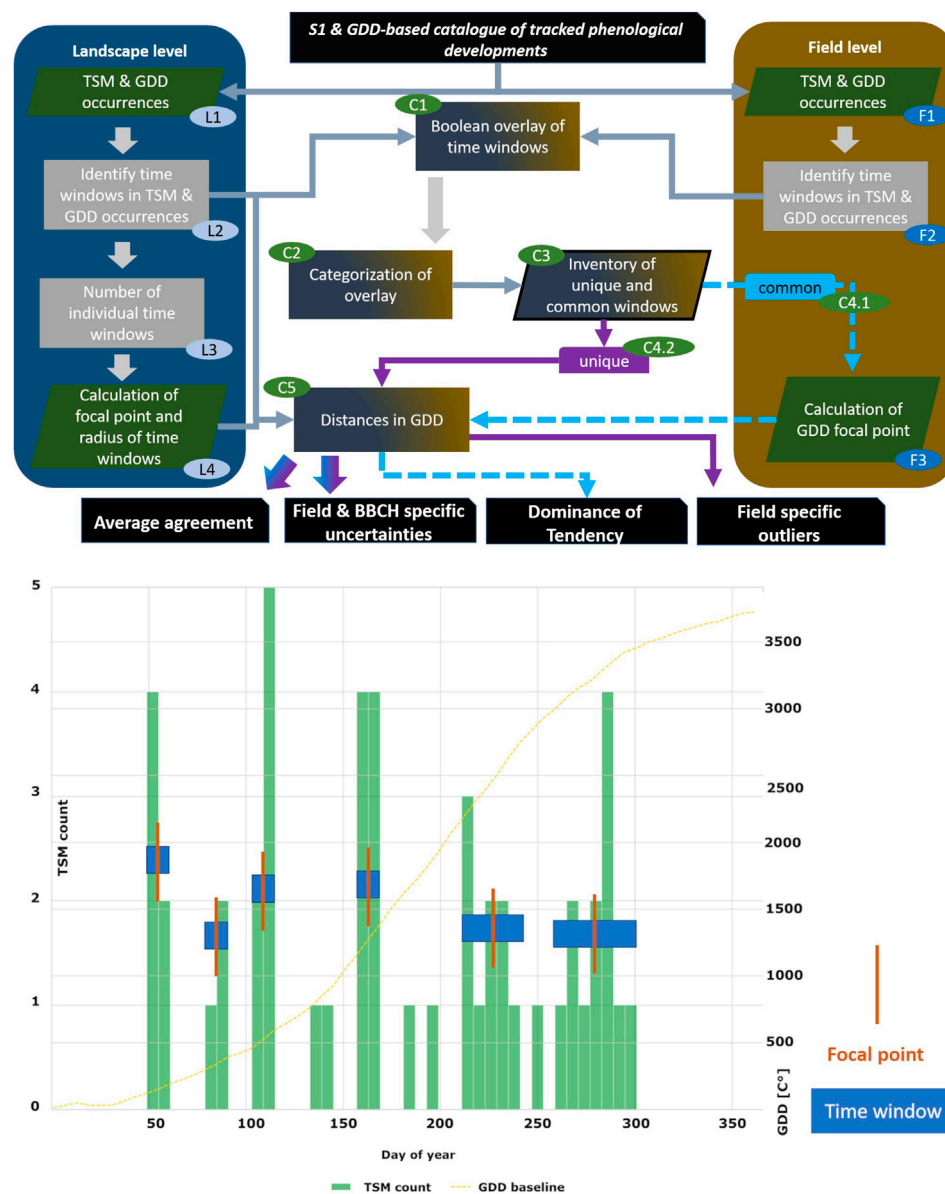 S1 & GDD-based catalogue of tracked phenological
developments
Landscape level
TSM & GDD
occurrences
L1
Identify time
windows in TSM &
GDD occurrences
L2
Number of
individual time
windows
L3
Calculation of
focal point and
radius of time
windows
L4
C1
Boolean overlay of
time windows
C2
Categorization of
overlay
C3
Inventory of
unique and
common windows
common
C4.1
unique
C4.2
C5
Distances in GDD
Field level
TSM & GDD
occurrences
F1
Identify time
windows in TSM &
GDD occurrences
F2
Calculation of
GDD focal point
F3
Average agreement
Field & BBCH specific
uncertainties
Dominance of
Tendency
Field specific
outliers
5
4
3
2
1
0
TSM count
3500
3000
2500
2000
1500
1000
500
GDD [C°]
50
100
150
200
250
300
350
Day of year
TSM count
GDD baseline
Focal point
Time window